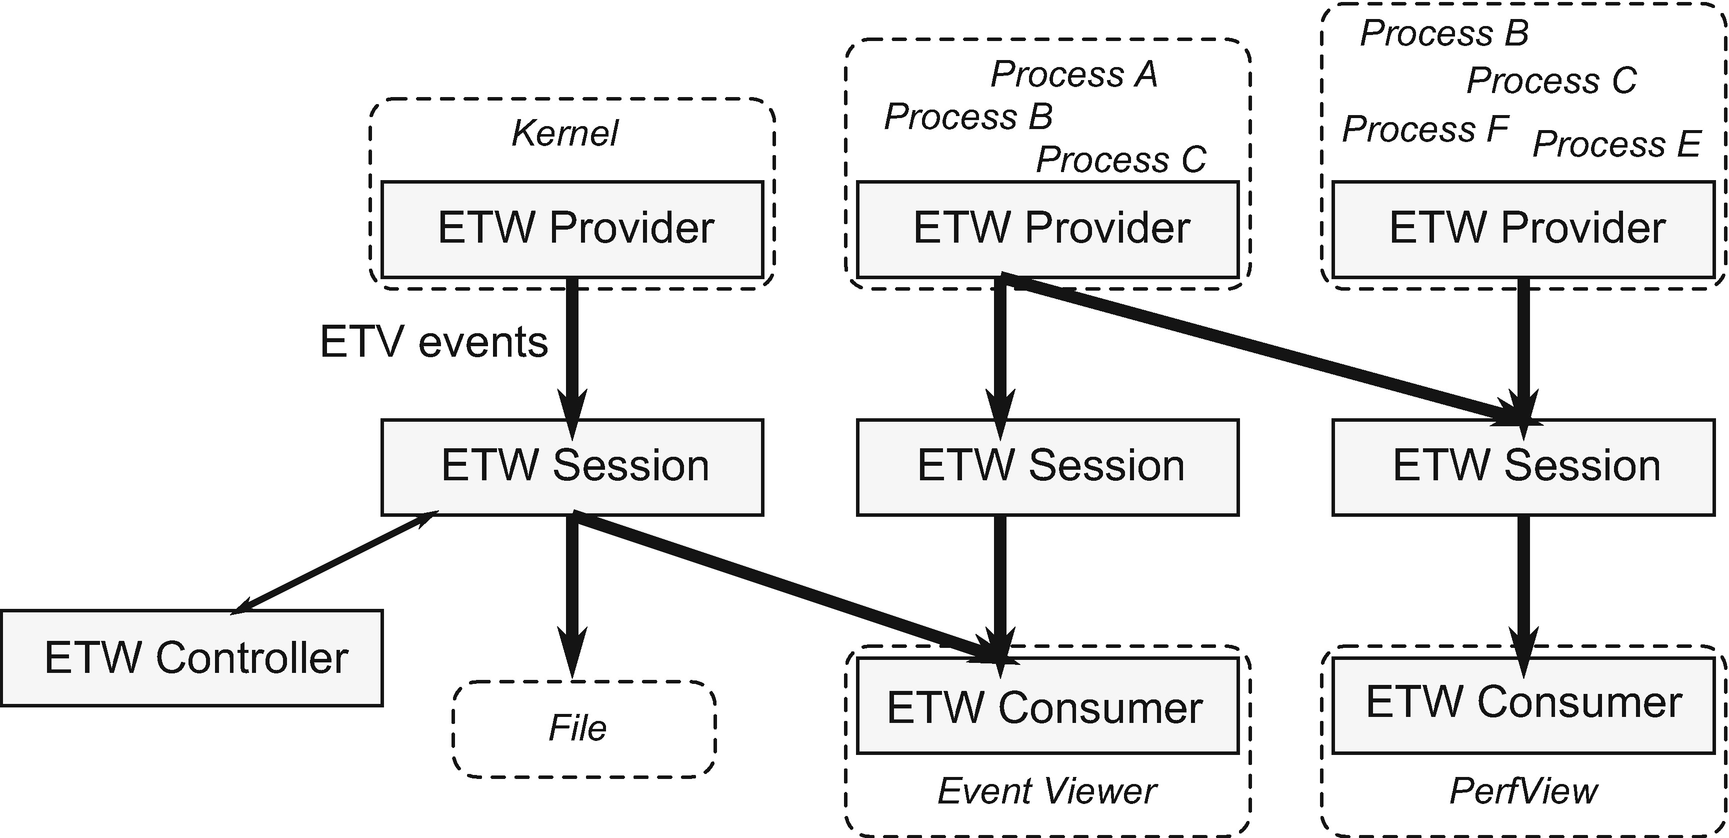 Process B
Process C
Process F
Process E
Process A
Process B
Process C
Kernel
ETW Provider
ETW Provider
ETW Provider
ETV events
ETW Session
ETW Session
ETW Session
ETW Controller
File
ETW Consumer
Event Viewer
ETW Consumer
PerfView